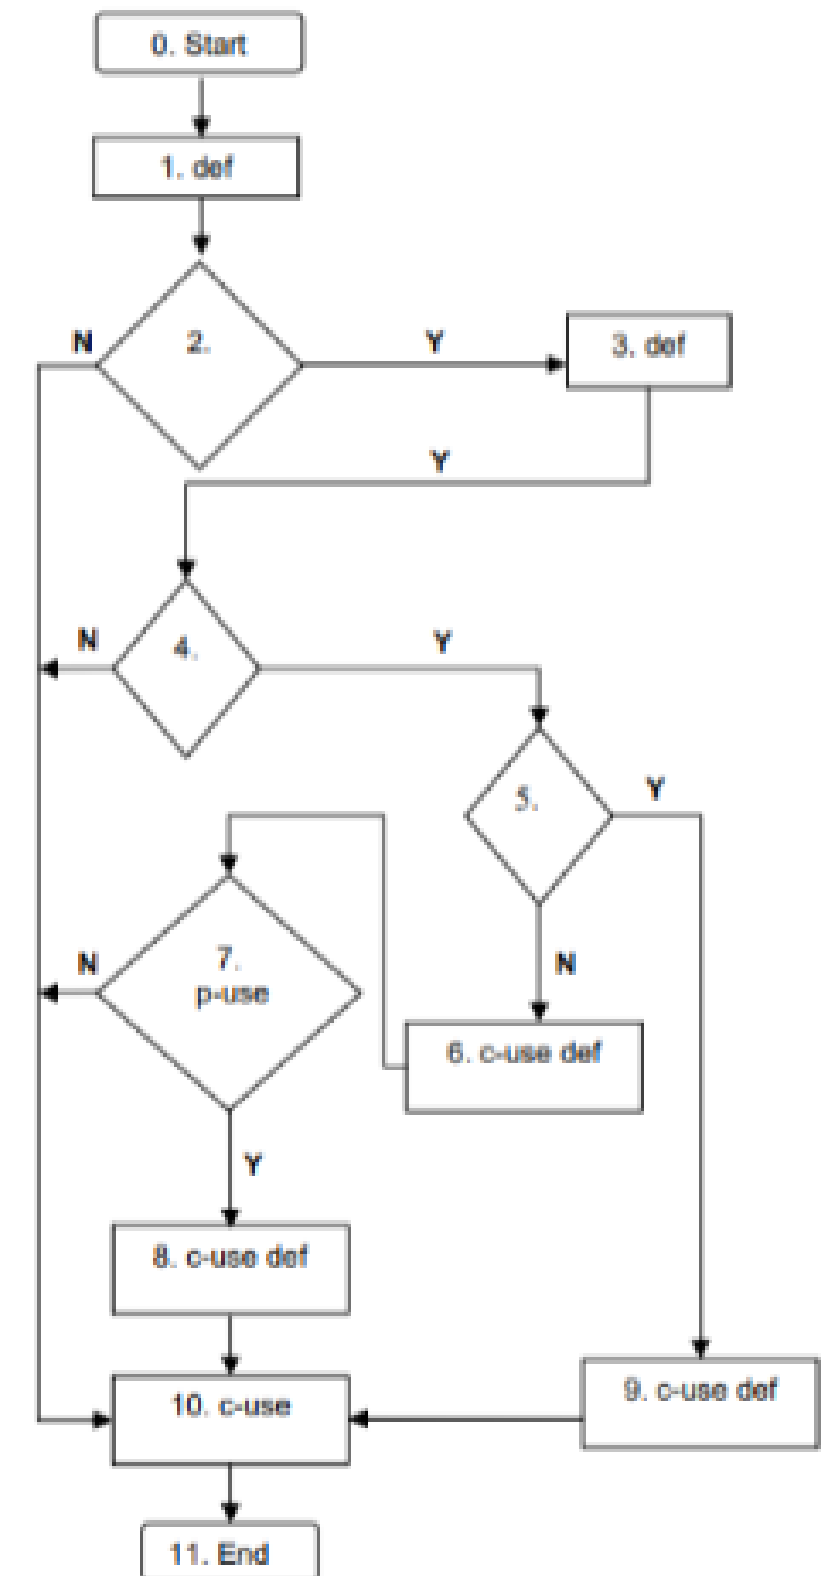 0. Start
1. def
N
2.
Y
3. def
Y
N
4.
Y
5.
Y
7.
p-use
N
N
6. c-use def
Y
8. c-use def
10. c-use
9. c-use def
11. End